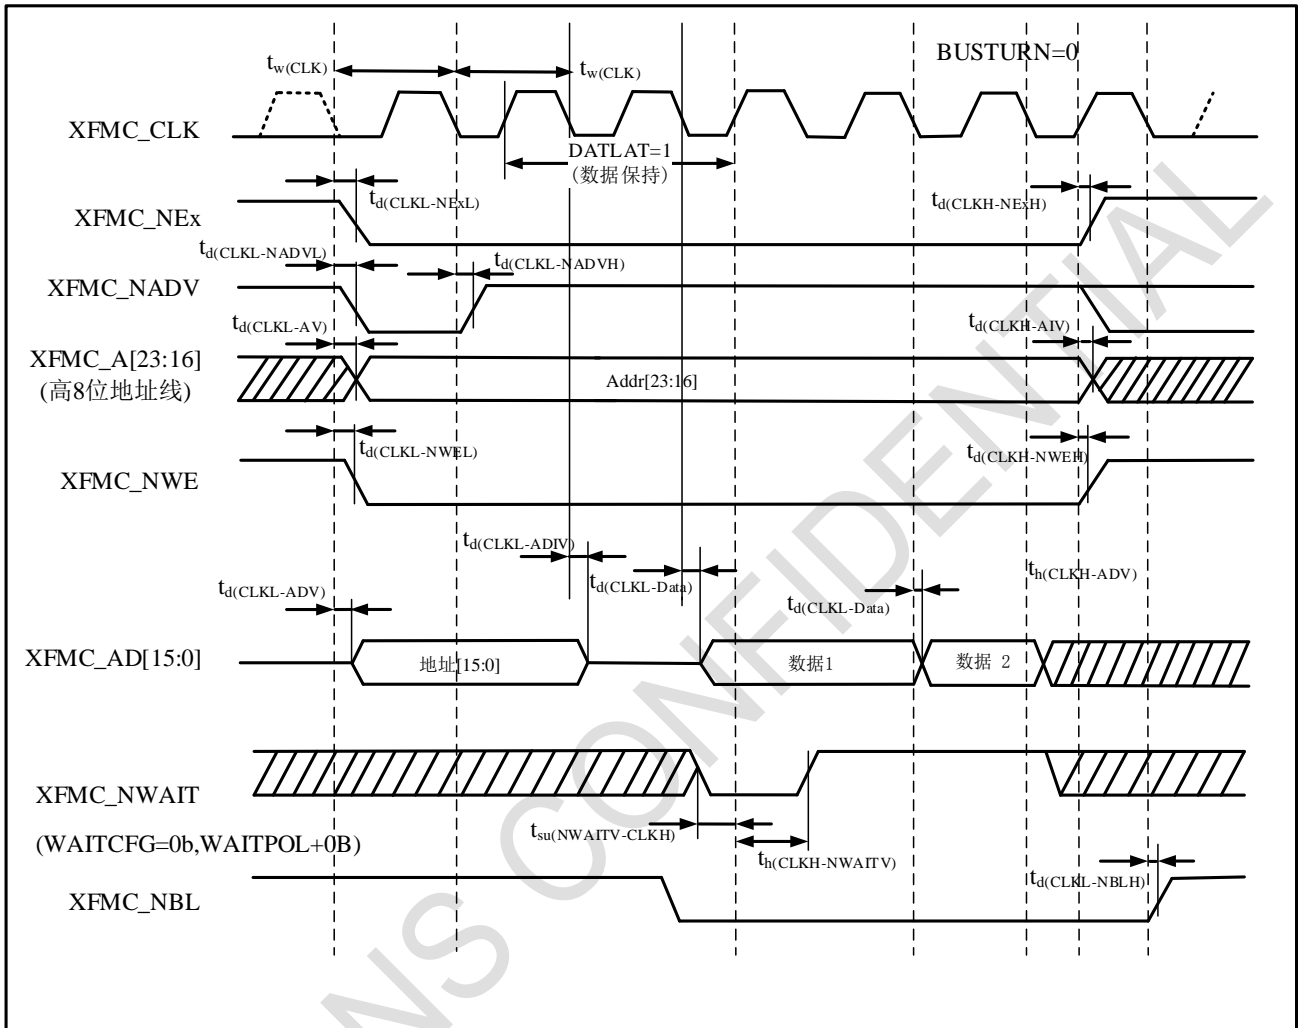 BUSTURN=0
tw(CLK)
tw(CLK)
XFMC_CLK
DATLAT=1
(数据保持)
td(CLKL-NExL)
td(CLKH-NExH)
XFMC_NEx
td(CLKL-NADVL)
td(CLKL-NADVH)
XFMC_NADV
td(CLKL-AV)
td(CLKH-AIV)
XFMC_A[23:16]
(高8位地址线)
Addr[23:16]
td(CLKL-NWEL)
td(CLKH-NWEH)
XFMC_NWE
td(CLKL-ADIV)
td(CLKL-ADV)
td(CLKL-Data)
td(CLKL-Data)
th(CLKH-ADV)
XFMC_AD[15:0]
地址[15:0]
数据1
数据 2
XFMC_NWAIT
(WAITCFG=0b,WAITPOL+0B)
tsu(NWAITV-CLKH)
th(CLKH-NWAITV)
td(CLKL-NBLH)
XFMC_NBL
NS CONFIDENTIAL